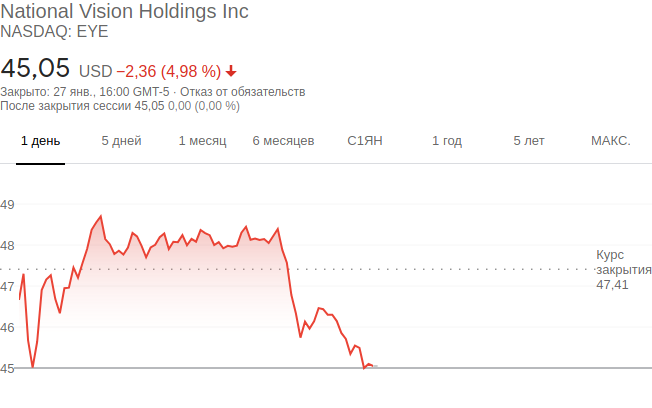 National Vision Holdings Inc
NASDAQ: EYE
45,05 USD −2,36 (4,98 %)
Закрыто: 27 янв., 16:00 GMT-5 · Отказ от обязательств
После закрытия сессии 45,05 0,00 (0,00 %)
1 день 5 дней 1 месяц 6 месяцев С1ЯН 1 год 5 лет МАКС.
49
48
Курс
закрытия
47,41
47
46
45